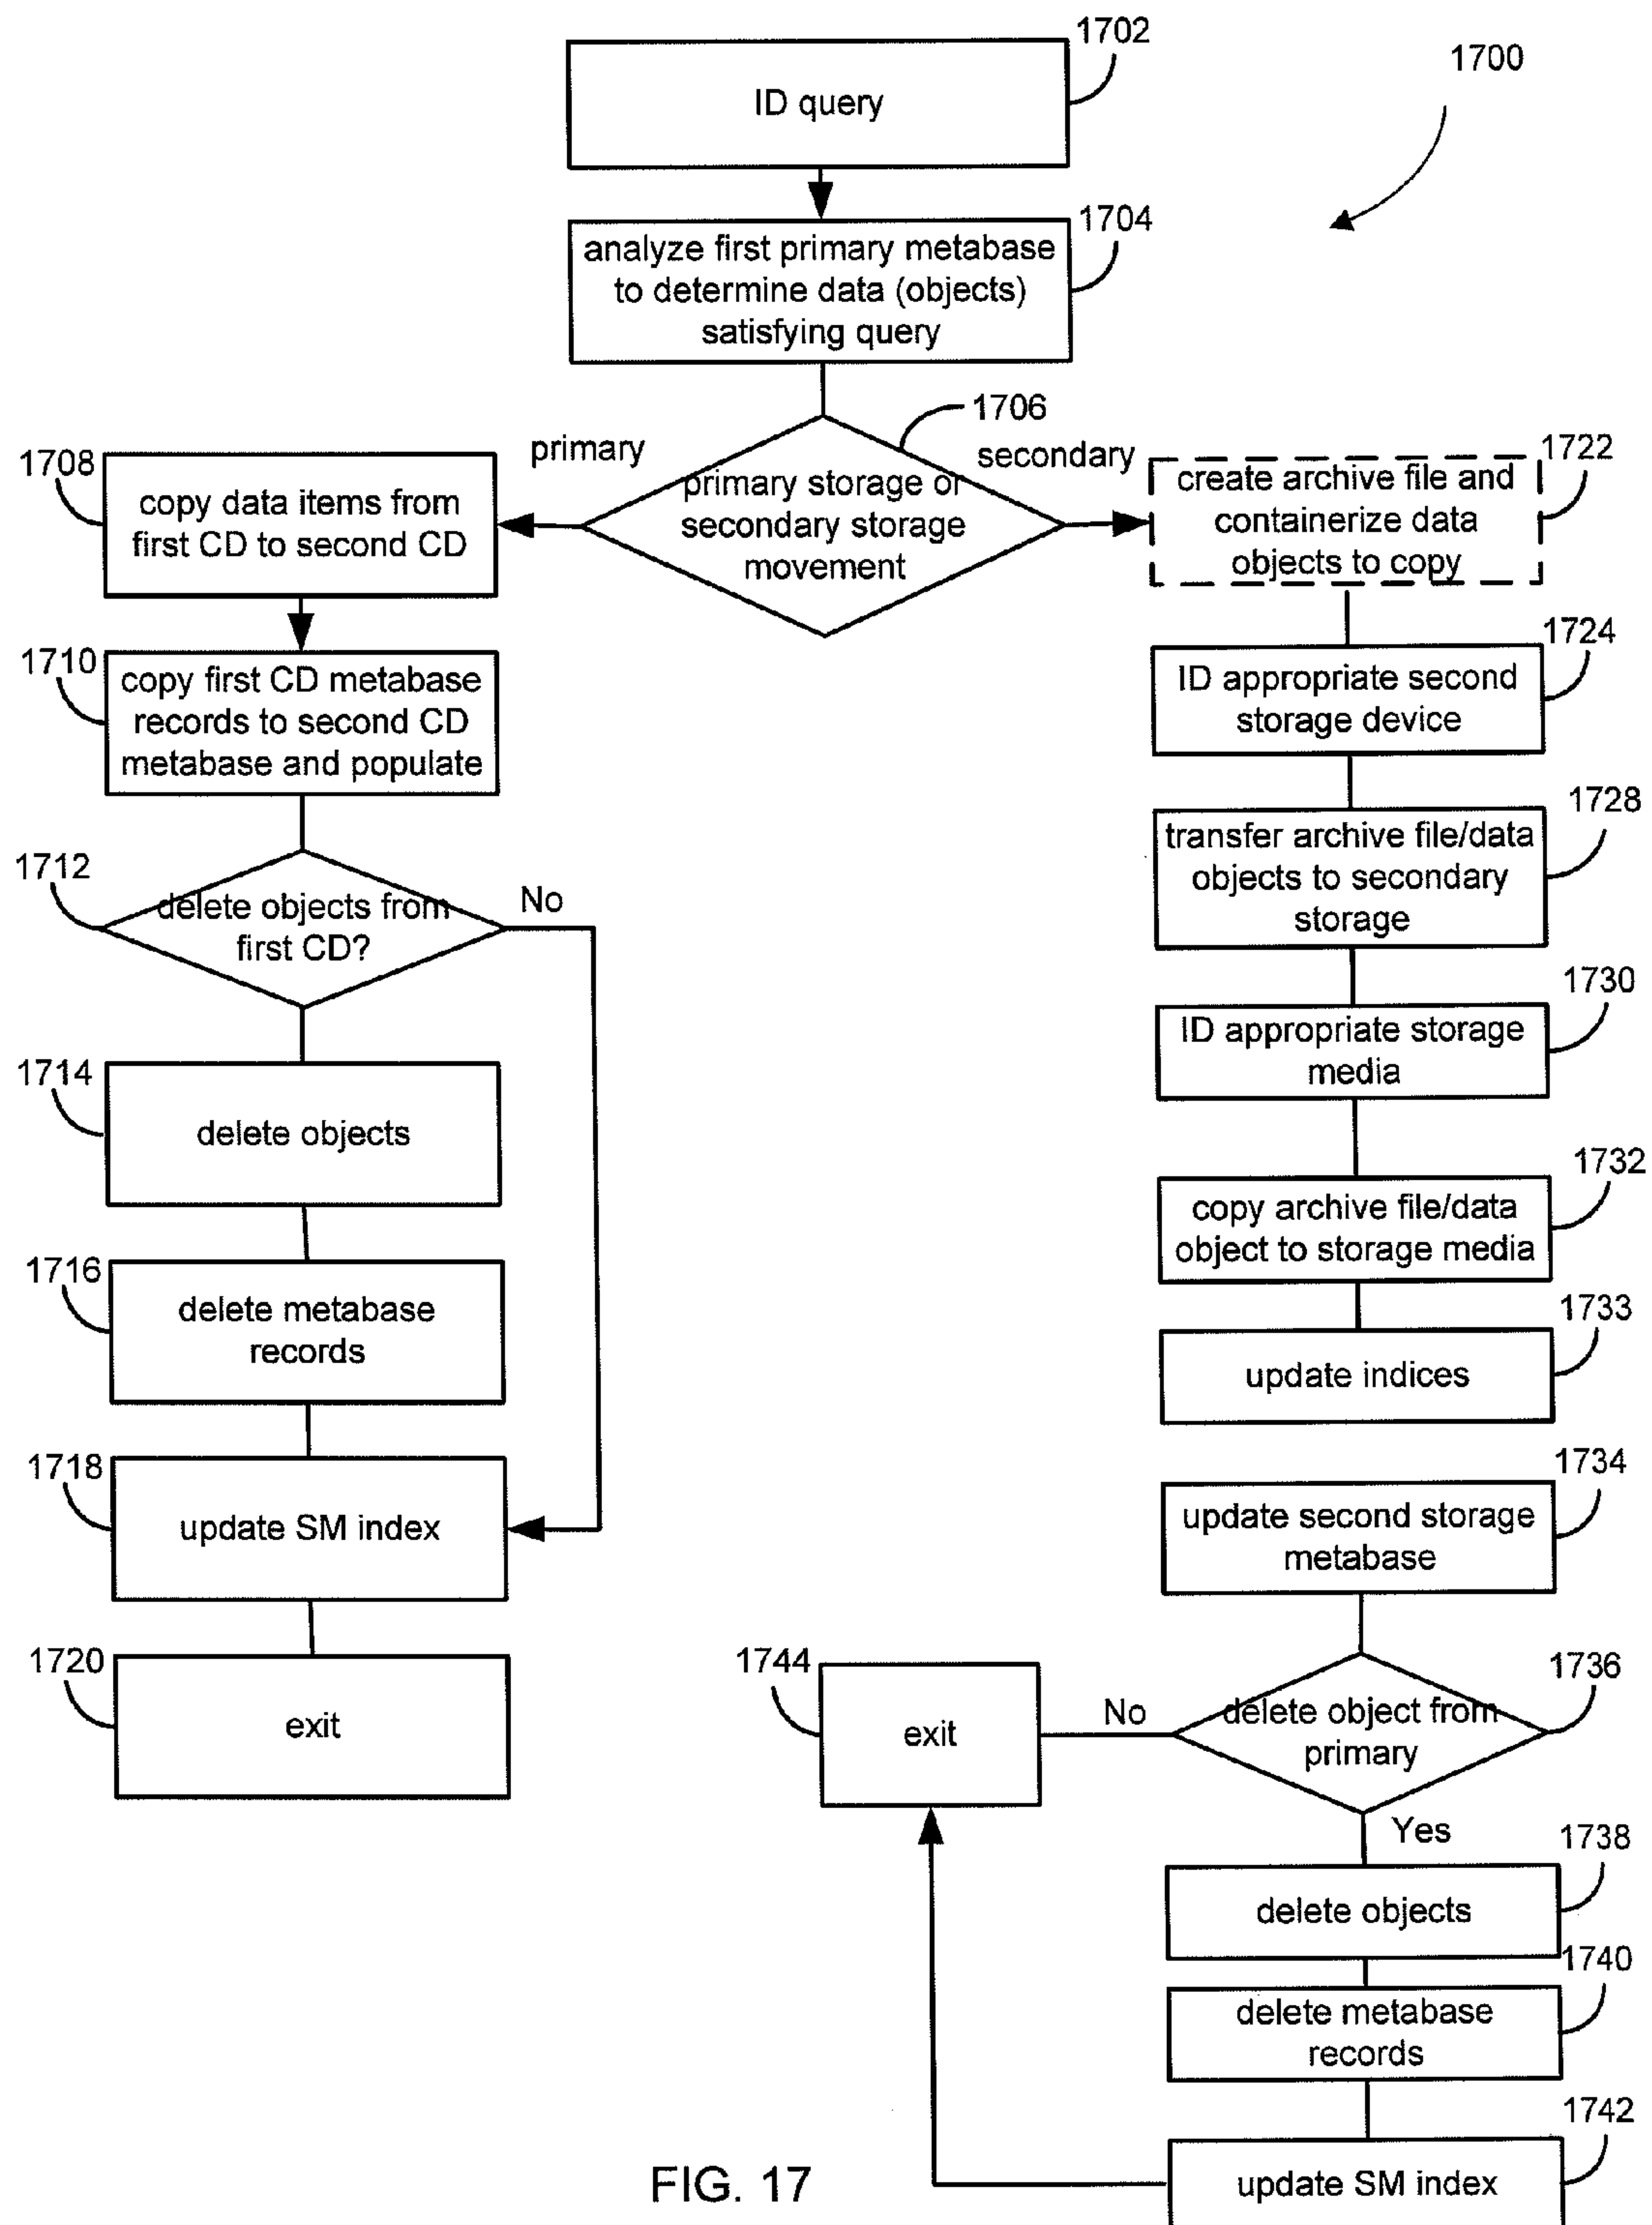 1702
1700
ID query
1704
analyze first primary metabase
to determine data (objects)
satisfying query
1706
primary
secondary
primary storage or
secondary storage
movement
1708
copy data items from
first CD to second CD
1710
copy first CD metabase
records to second CD
metabase and populate
1712
delete objects from
first CD?
No
1714
delete objects
1716
delete metabase
records
1718
update SM index
1720
exit
1722
create archive file and
containerize data
objects to copy
1724
ID appropriate second
storage device
1728
transfer archive file/data
objects to secondary
storage
1730
ID appropriate storage
media
1732
copy archive file/data
object to storage media
1733
update indices
1734
update second storage
metabase
1736
delete object from
primary
No
1744
exit
Yes
1738
delete objects
1740
delete metabase
records
1742
update SM index
FIG. 17